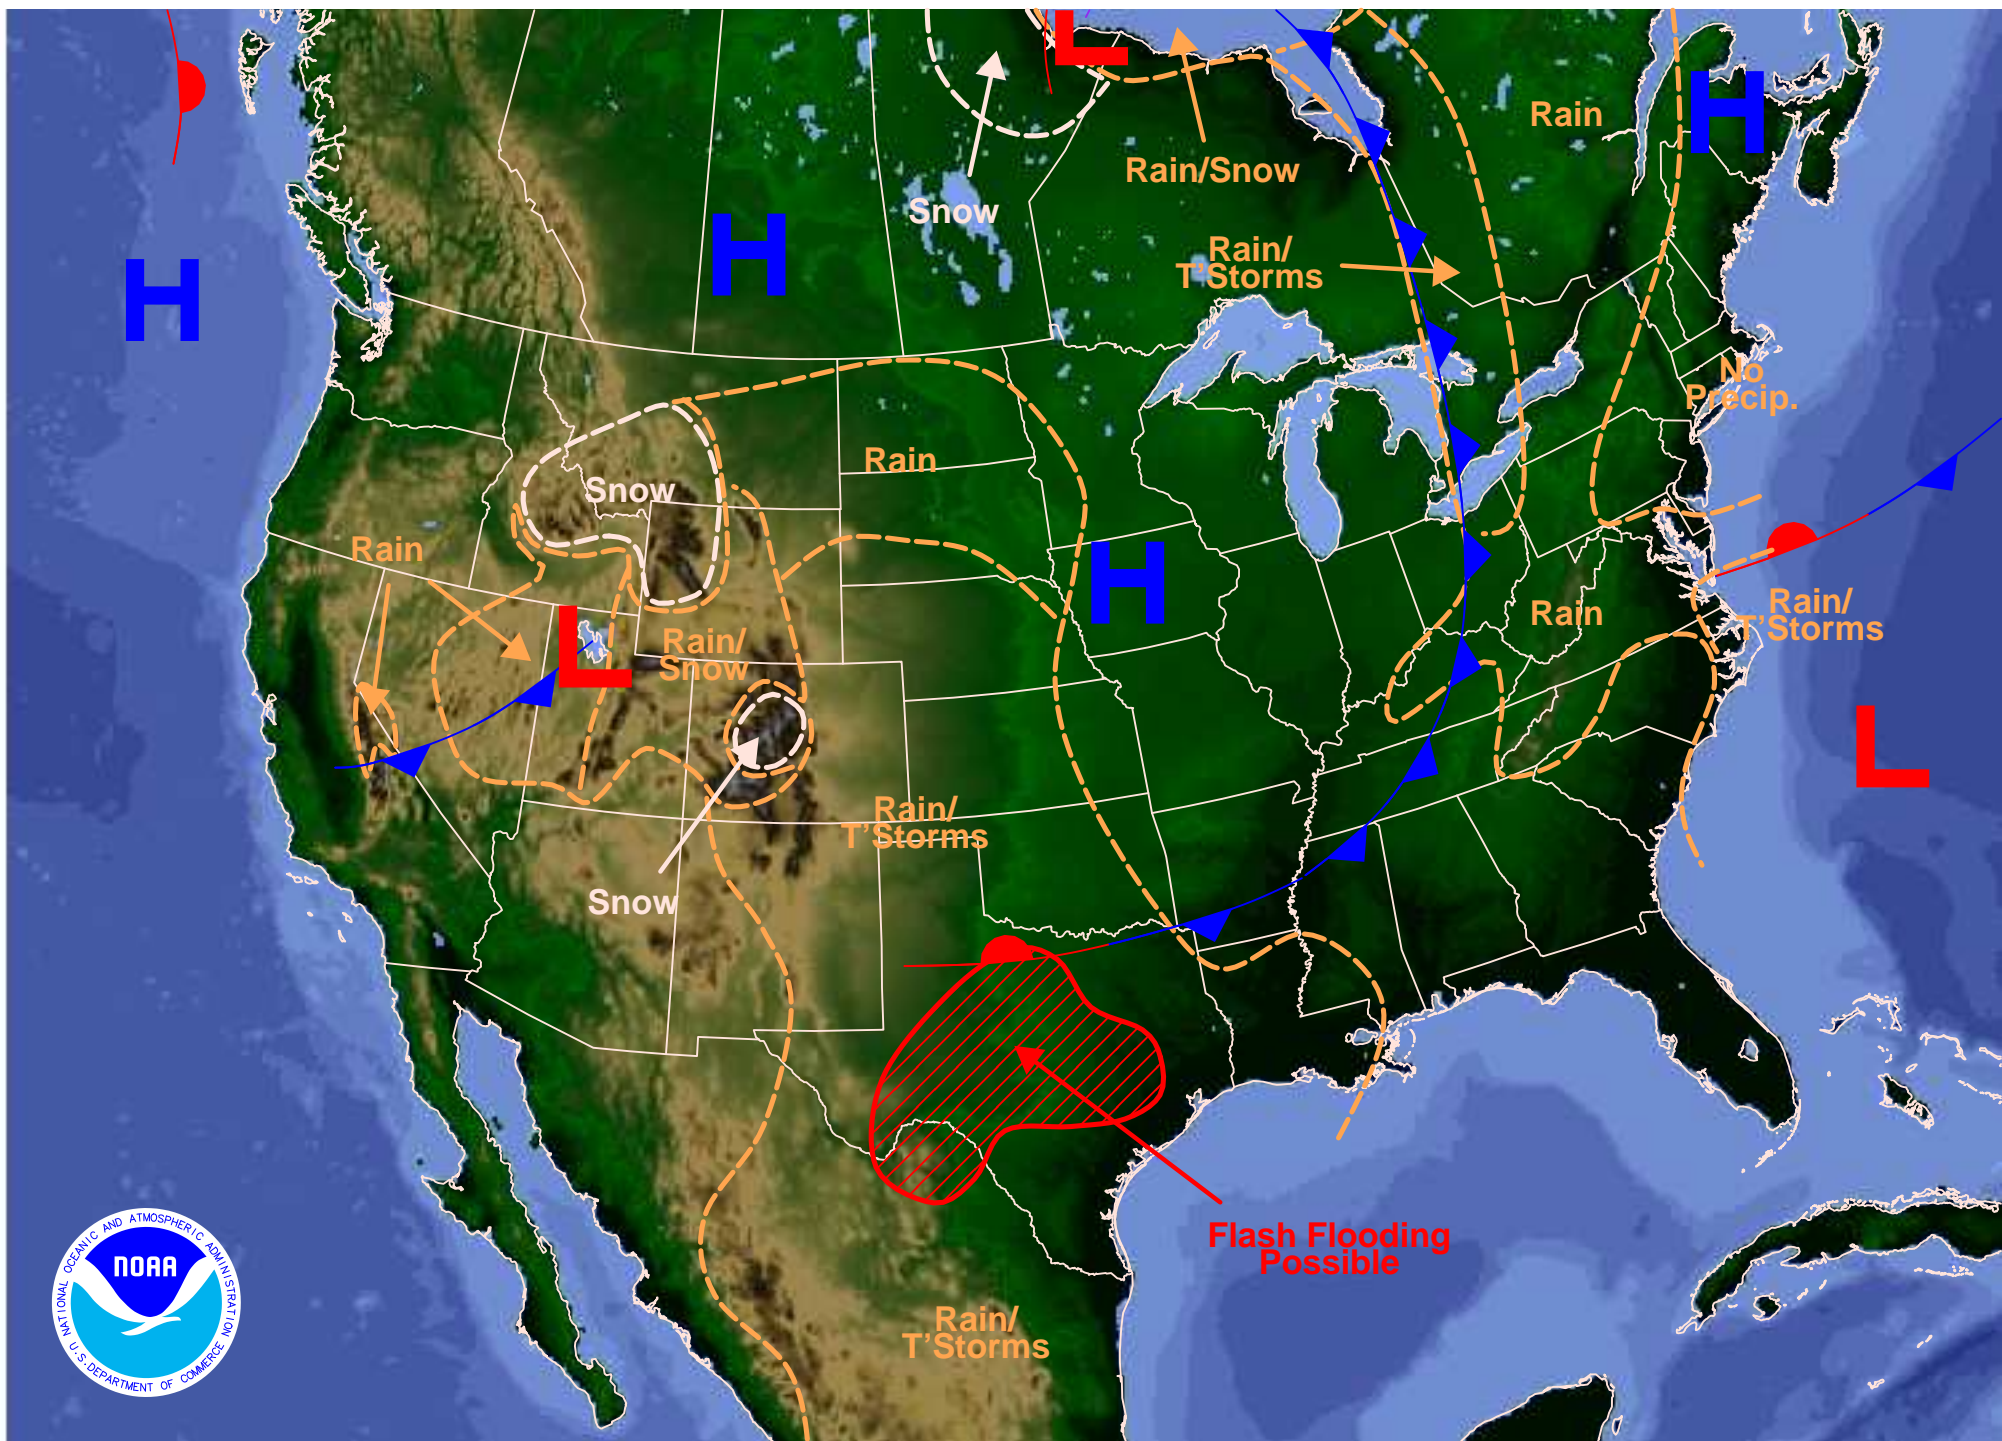 L
Rain
H
Rain/Snow
H
Snow
Rain/
T'Storms
H
No
Precip.
Rain
Snow
Rain
H
L
Rain/
Snow
Rain
Rain/
T'Storms
L
Rain/
T'Storms
Snow
Flash Flooding
Possible
Rain/
T'Storms
NATIONAL OCEANIC AND ATMOSPHERIC ADMINISTRATION
NOAA
U.S. DEPARTMENT OF COMMERCE